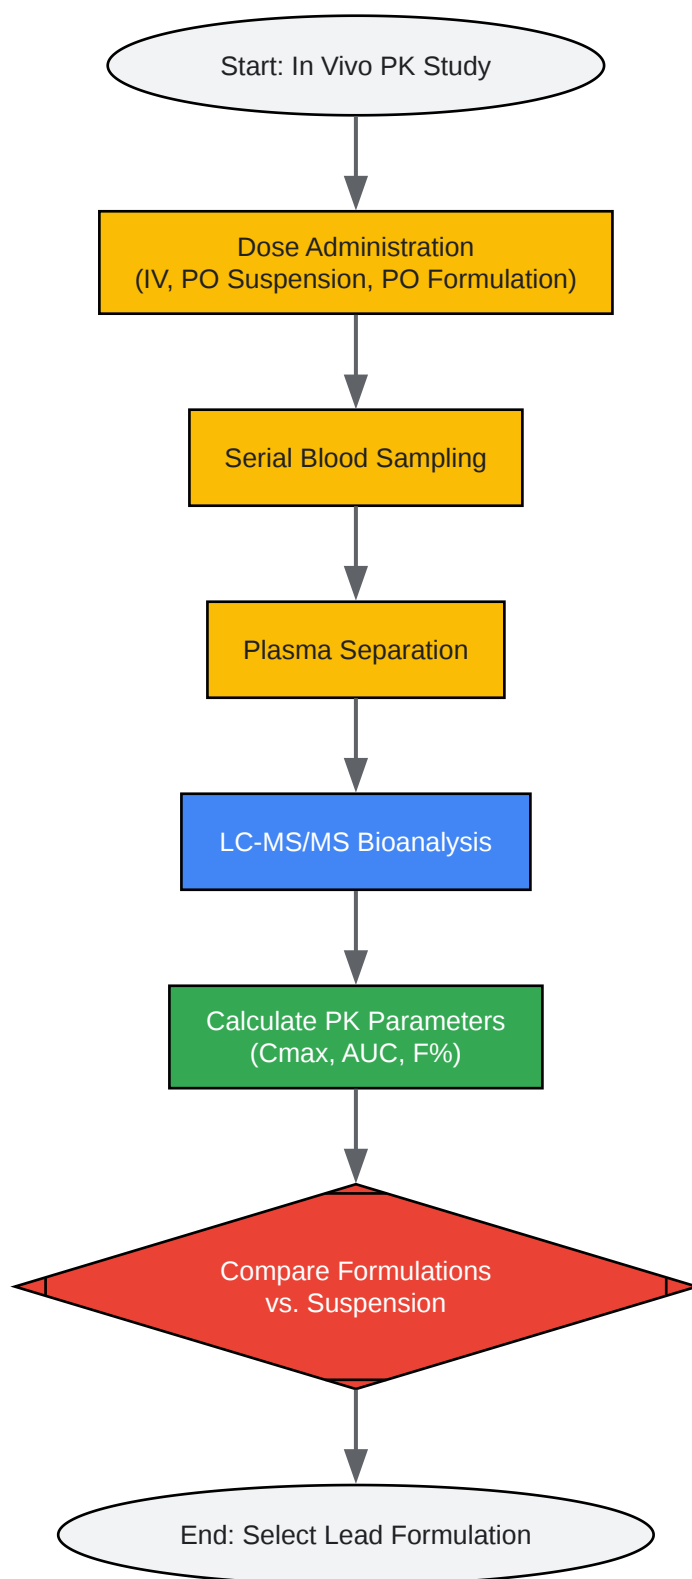 Start: In Vivo PK Study
Dose Administration
(IV, PO Suspension, PO Formulation)
Serial Blood Sampling
Plasma Separation
LC-MS/MS Bioanalysis
Calculate PK Parameters
(Cmax, AUC, F%)
Compare Formulations
vs. Suspension
End: Select Lead Formulation